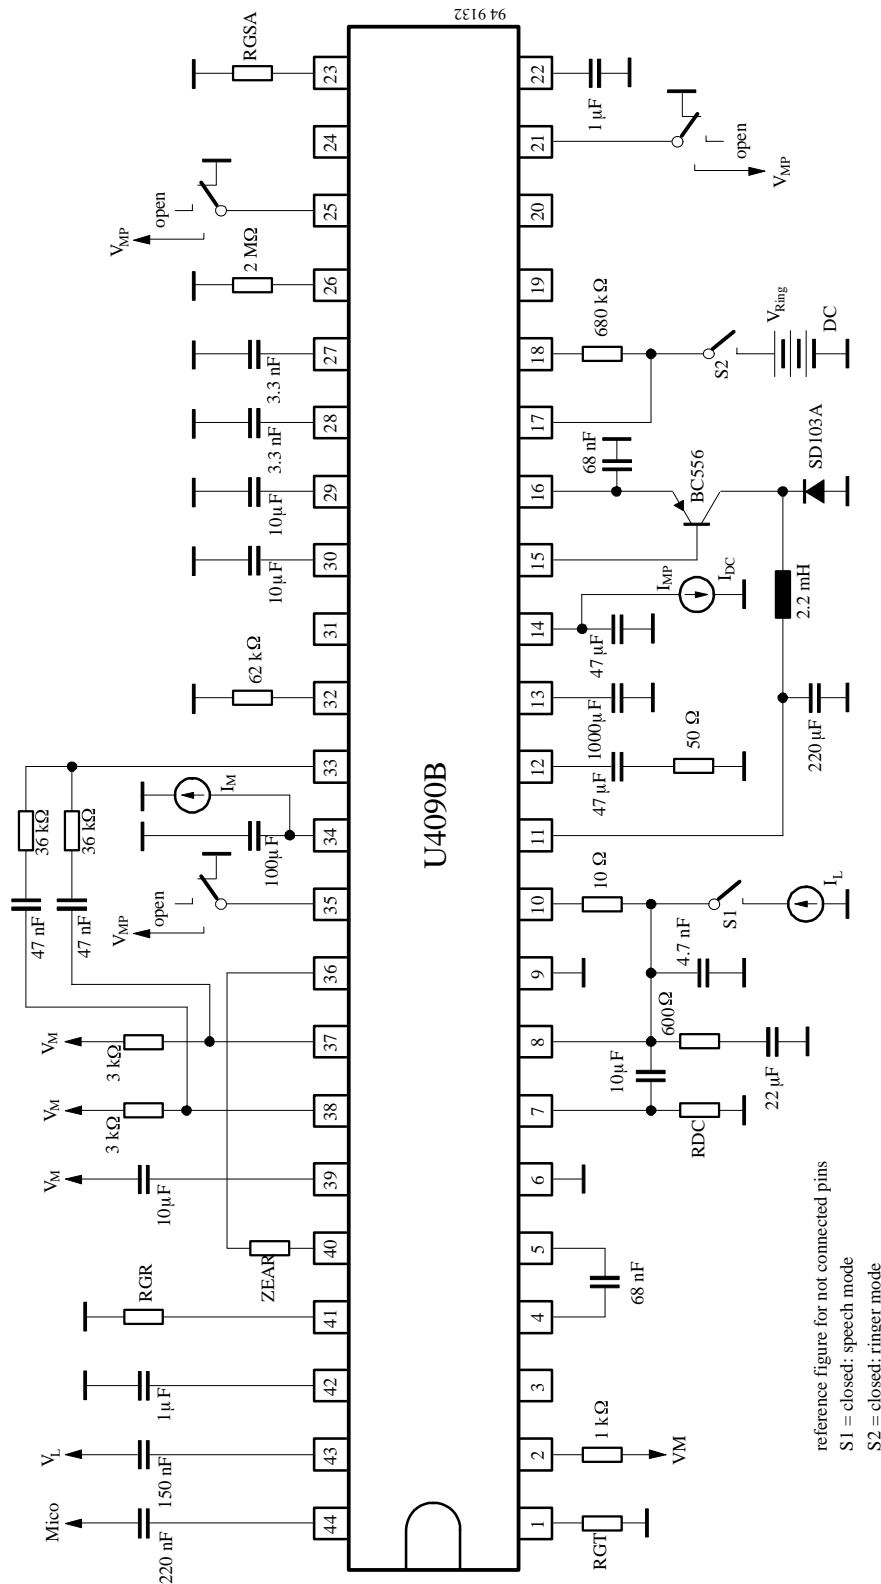 94 9132
RGSA
23
22
1 µF
24
21
open
V_MP
V_MP
open
25
20
2 MΩ
26
19
3.3 nF
27
18
680 kΩ
S2
V_Ring
DC
3.3 nF
28
17
10µF
29
16
68 nF
BC556
SD103A
10µF
30
15
31
14
47 µF
I_MP
I_DC
2.2 mH
62 kΩ
32
13
1000µF
220 µF
36 kΩ
36 kΩ
33
12
47 µF
50 Ω
I_M
100µF
34
11
U4090B
47 nF
47 nF
V_MP
open
35
10
10 Ω
S1
I_L
36
9
4.7 nF
V_M
3 kΩ
37
8
600Ω
22 µF
V_M
3 kΩ
38
7
10µF
RDC
V_M
10µF
39
6
ZEAR
40
5
68 nF
RGR
41
4
1µF
42
3
V_L
150 nF
43
2
1 kΩ
VM
Mico
220 nF
44
1
RGT
reference figure for not connected pins
S1 = closed: speech mode
S2 = closed: ringer mode